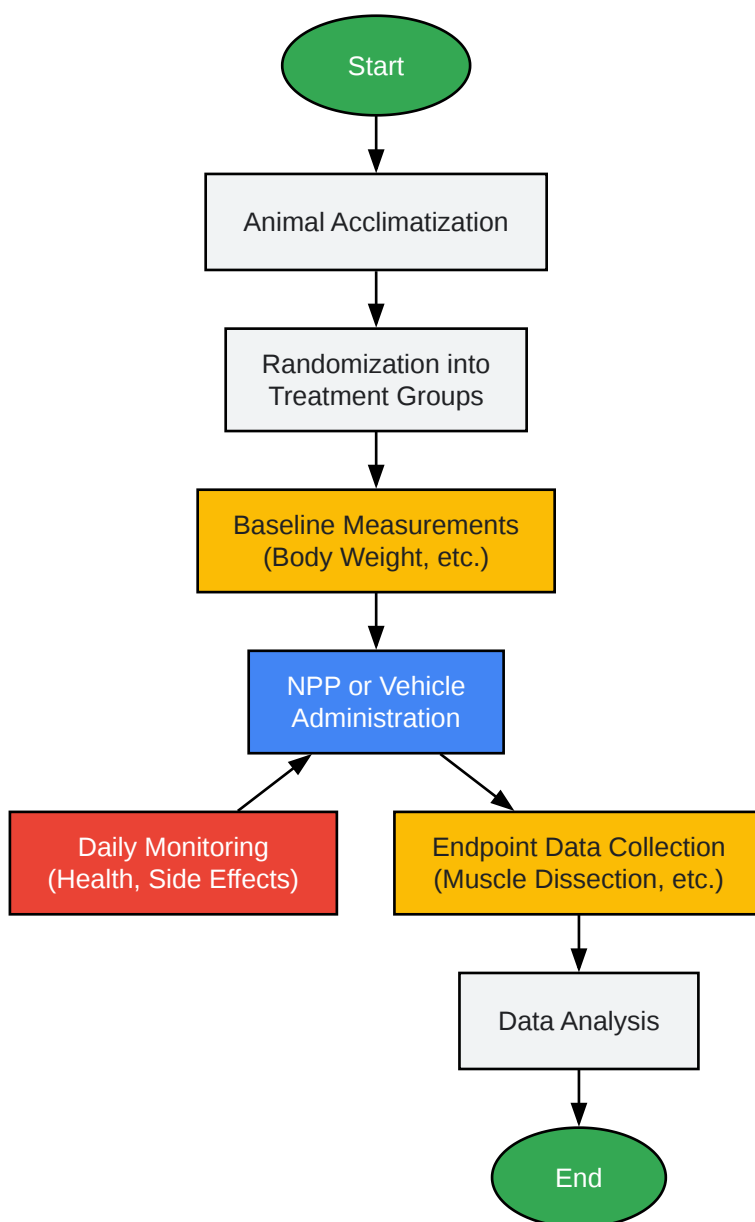 Start
Animal Acclimatization
Randomization into
Treatment Groups
Baseline Measurements
(Body Weight, etc.)
NPP or Vehicle
Administration
Daily Monitoring
(Health, Side Effects)
Endpoint Data Collection
(Muscle Dissection, etc.)
Data Analysis
End